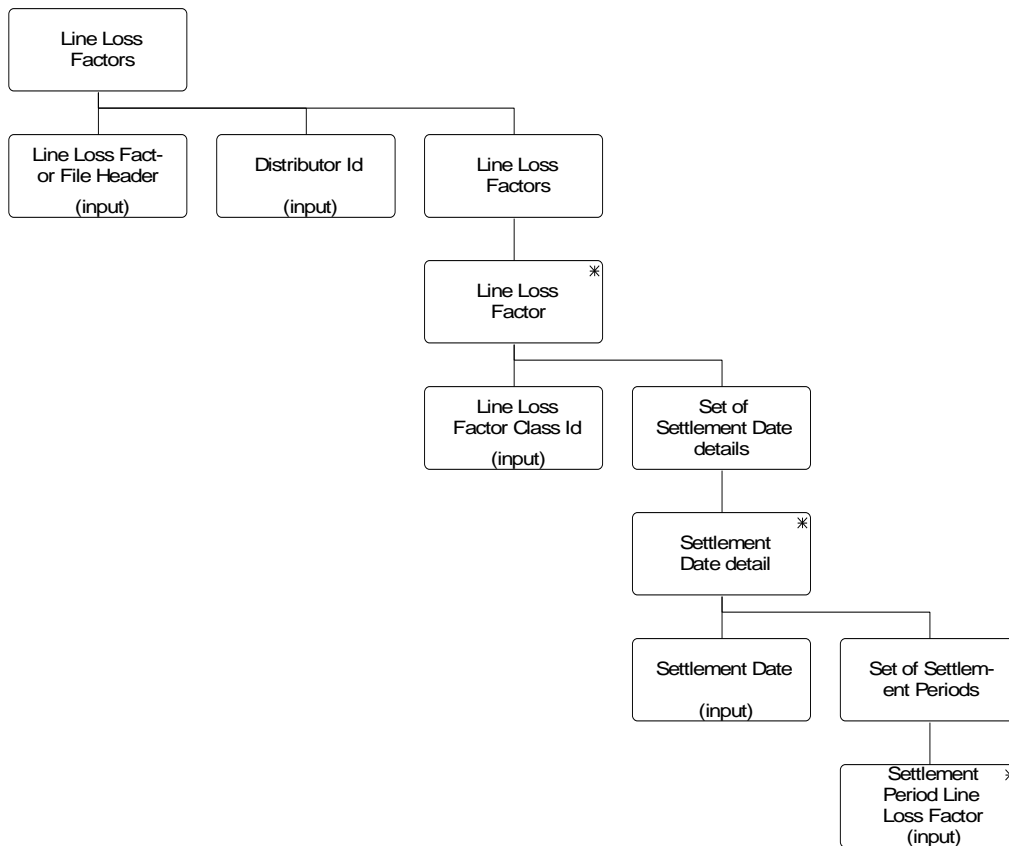 Line Loss
Factors
Line Loss Fact-
or File Header
(input)
Distributor Id
(input)
Line Loss
Factors
*
Line Loss
Factor
Line Loss
Factor Class Id
(input)
Set of
Settlement Date
details
*
Settlement
Date detail
Settlement Date
(input)
Set of Settlem-
ent Periods
*
Settlement
Period Line
Loss Factor
(input)